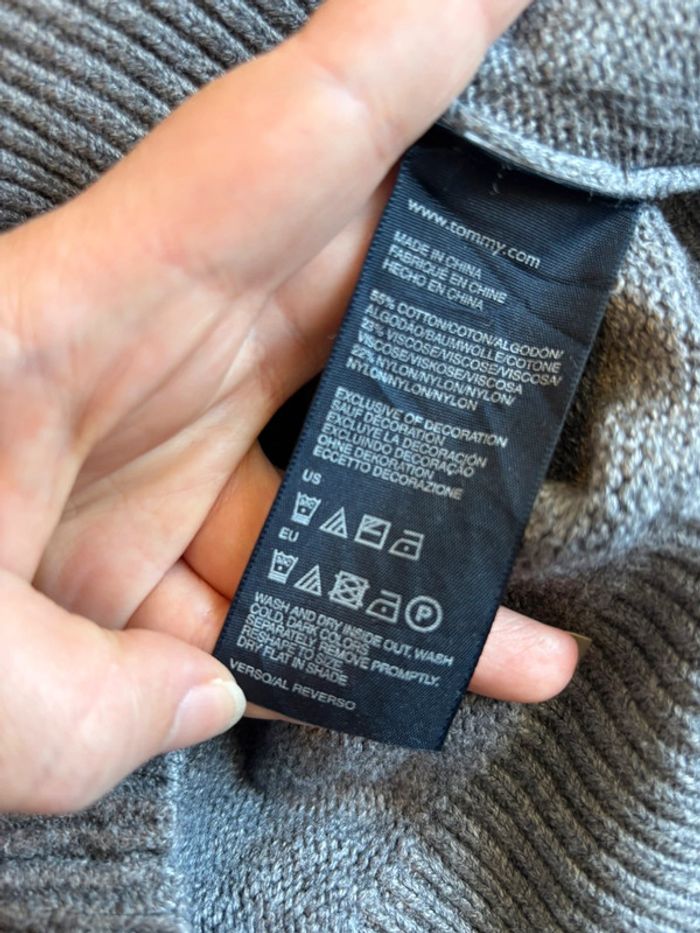 www.tommy.com
MADE IN CHINA
FABRIQUÉ EN CHINE
HECHO EN CHINA
55% COTTON/COTON/ALGODÓN/
ALGODAO/BAUMWOLLE/COTONE
23% VISCOSE/VISCOSE/VISCOSA/
VISCOSE/VISKOSE/VISCOSA
22% NYLON/NYLON/NYLON/
NYLON/NYLON/NYLON
EXCLUSIVE OF DECORATION
SAUF DECORATION
EXCLUYE LA DECORACIÓN
EXCLUINDO DECORAÇAO
OHNE DEKORATION
ECCETTO DECORAZIONE
US
EU
P
WASH AND DRY INSIDE OUT, WASH
COLD, DARK COLORS
SEPARATELY, REMOVE PROMPTLY,
RESHAPE TO SIZE
DRY FLAT IN SHADE
VERSO/AL REVERSO